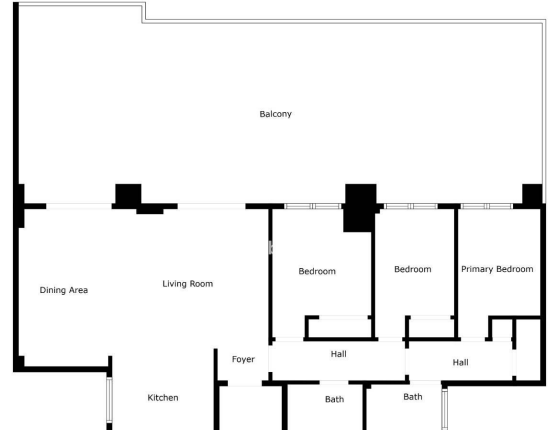 Balcony
Dining Area
Living Room
Bedroom
Bedroom
Primary Bedroom
Foyer
Hall
Hall
Kitchen
Bath
Bath